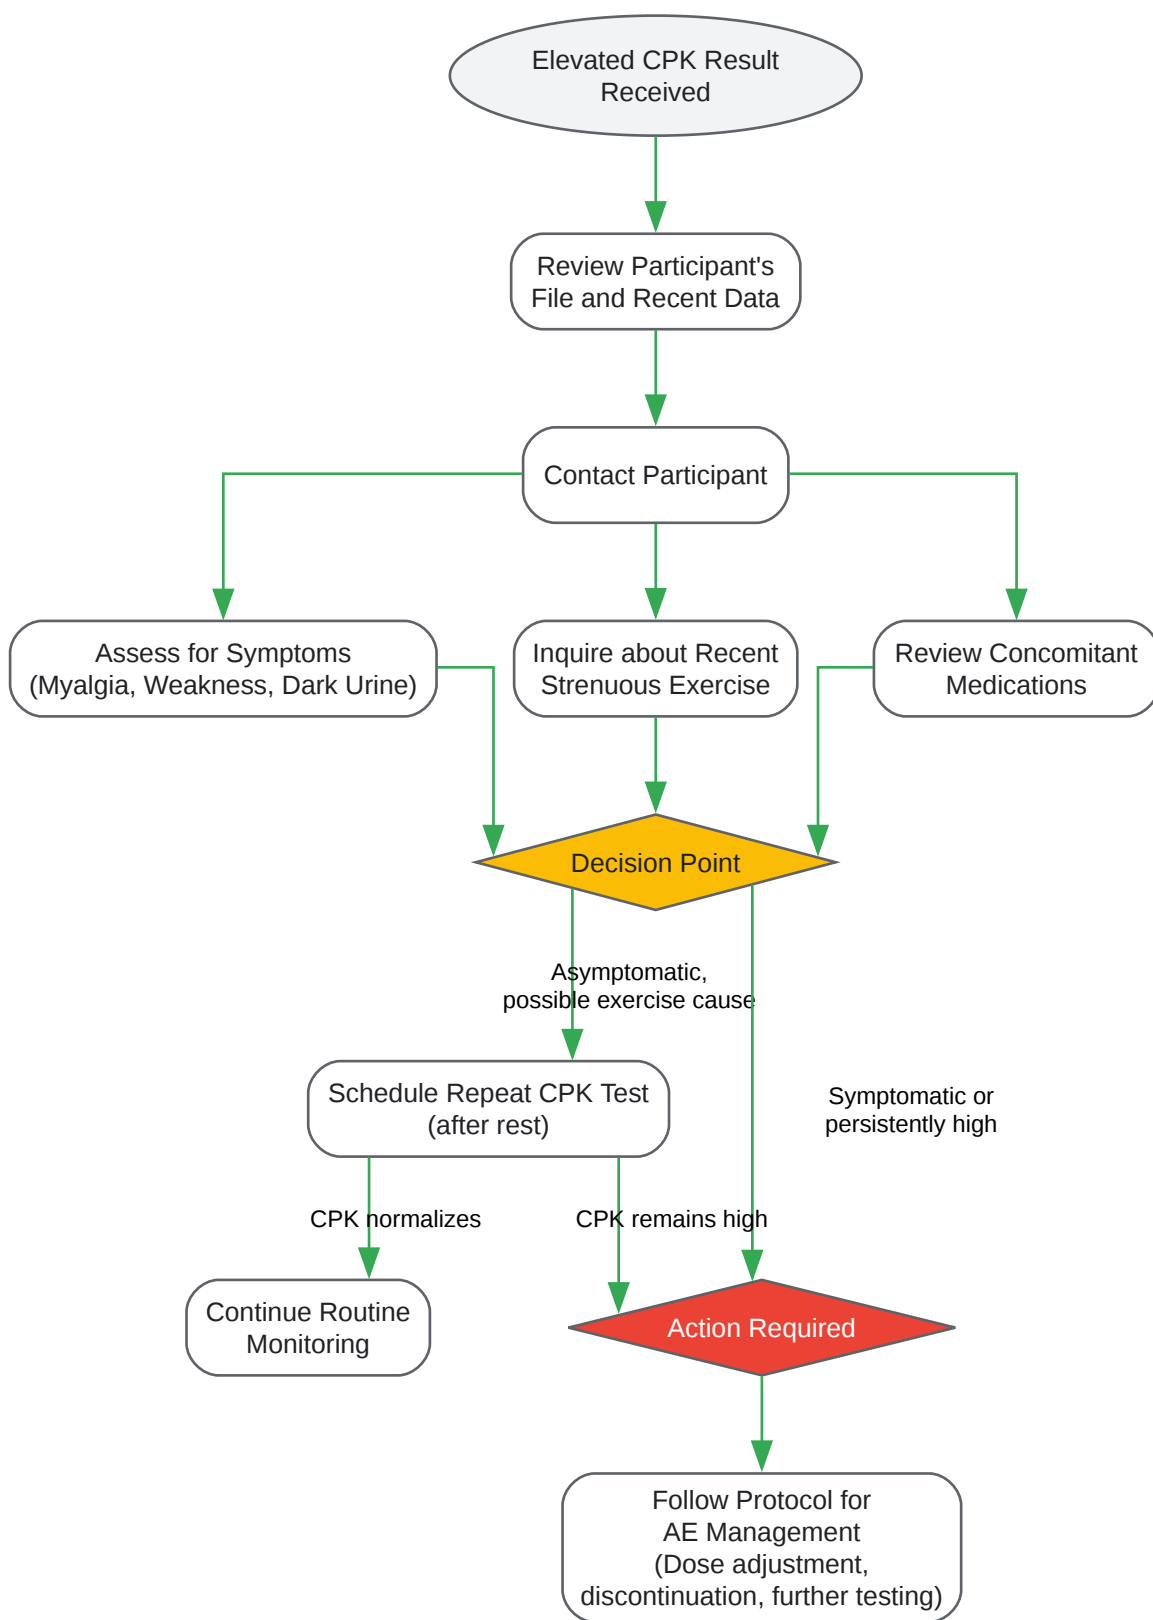 Elevated CPK Result
Received
Review Participant's
File and Recent Data
Contact Participant
Assess for Symptoms
(Myalgia, Weakness, Dark Urine)
Inquire about Recent
Strenuous Exercise
Review Concomitant
Medications
Decision Point
Asymptomatic,
possible exercise cause
Schedule Repeat CPK Test
(after rest)
Symptomatic or
persistently high
CPK normalizes
CPK remains high
Continue Routine
Monitoring
Action Required
Follow Protocol for
AE Management
(Dose adjustment,
discontinuation, further testing)